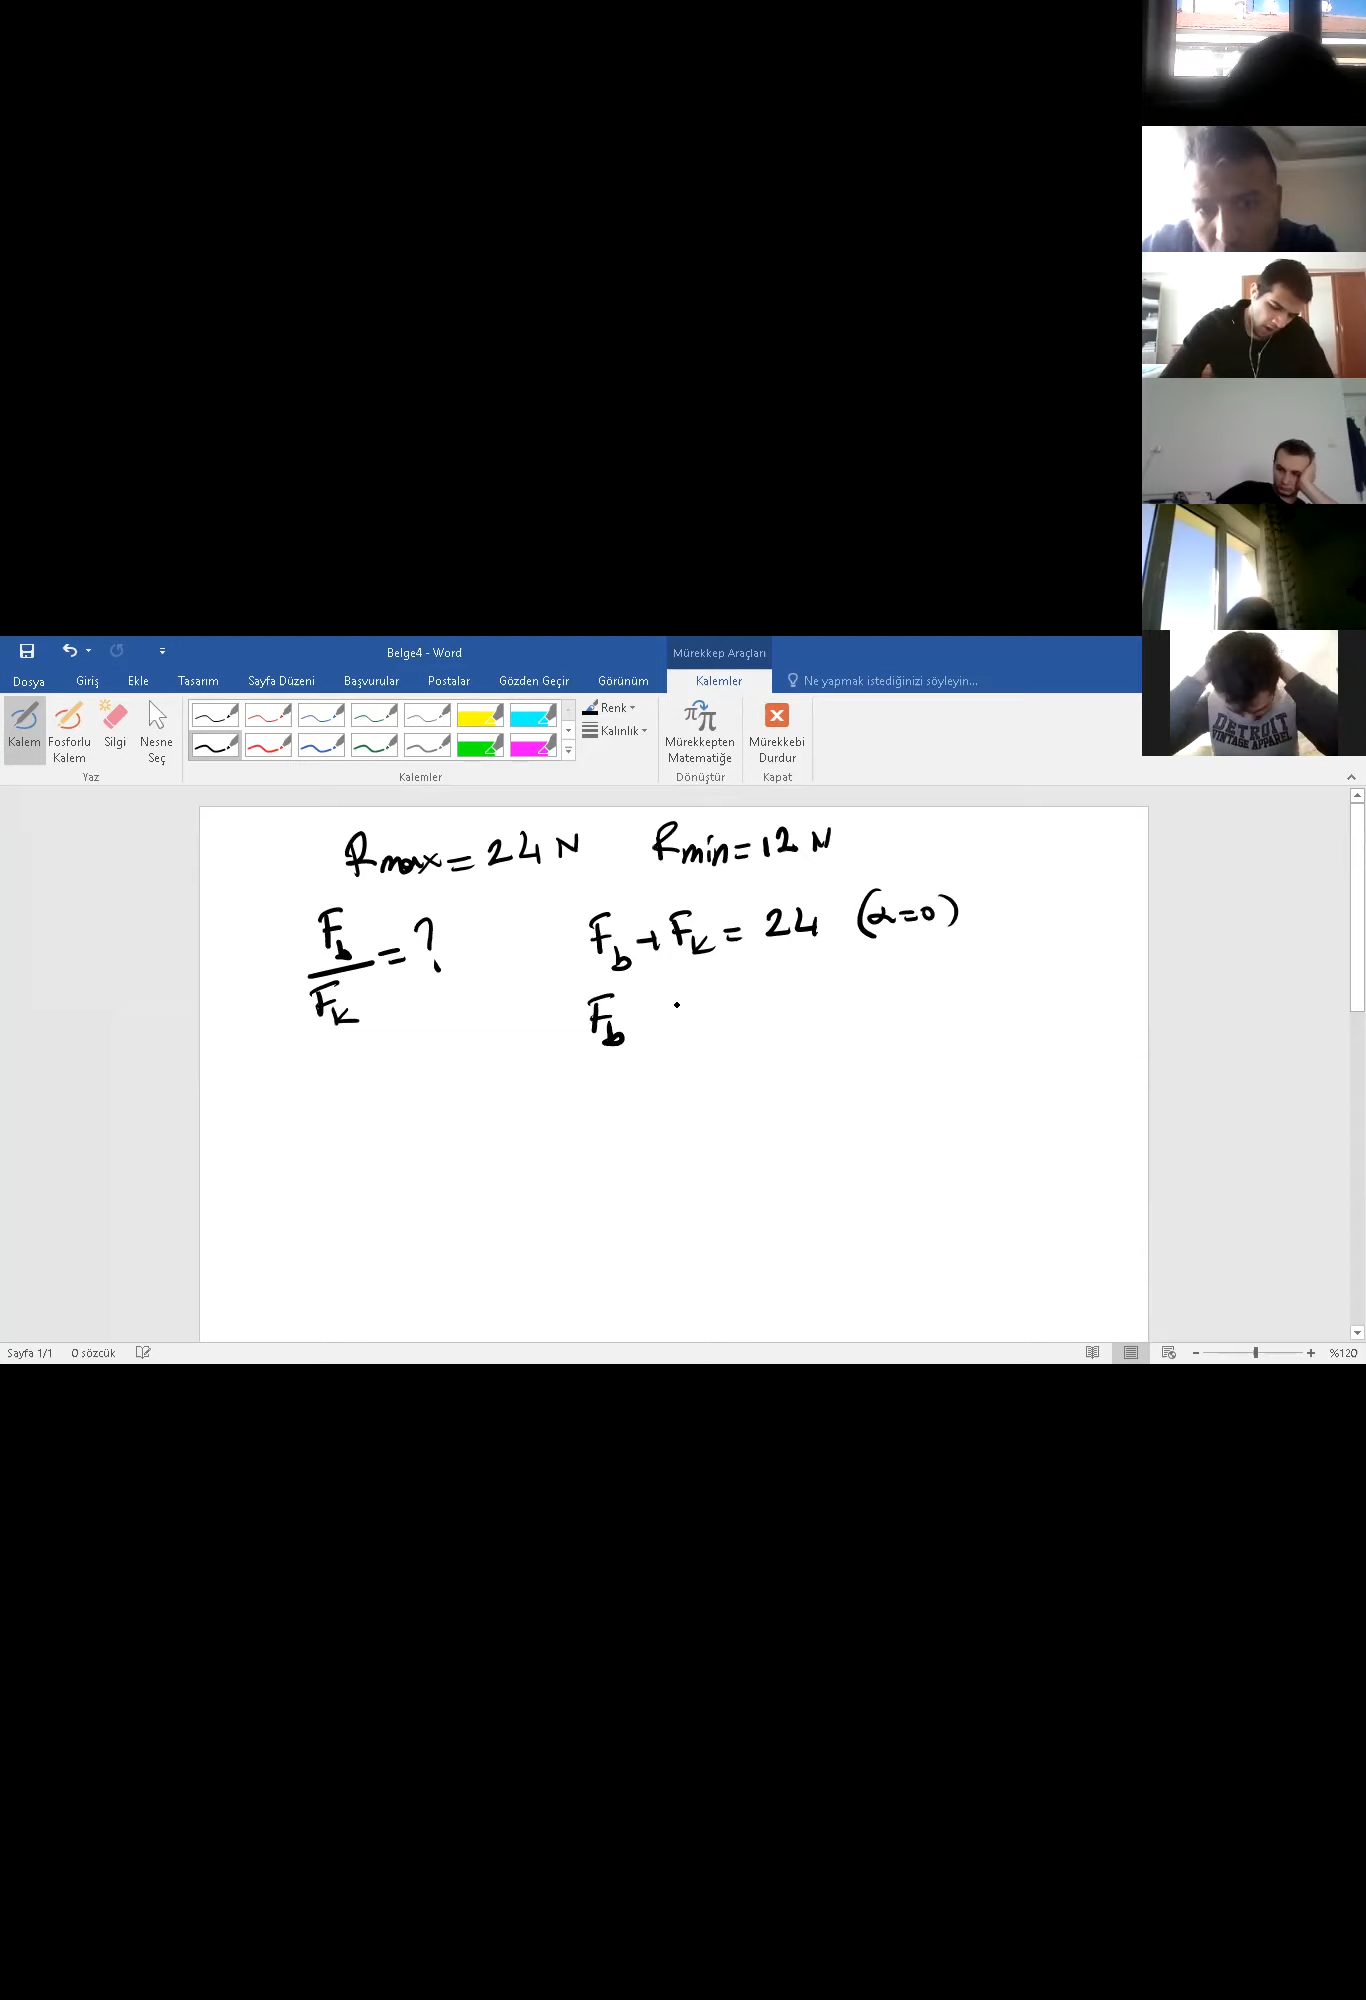 DETROIT
VINTAGE APPAREL
Belge4 - Word
Mürekkep Araçları
Dosya Giriş Ekle Tasarım Sayfa Düzeni Başvurular Postalar Gözden Geçir Görünüm Kalemler Ne yapmak istediğinizi söyleyin...
Kalem Fosforlu Kalem Silgi Nesne Seç
Renk
Kalınlık
Mürekkepten Matematiğe
Mürekkebi Durdur
Yaz Kalemler Dönüştür Kapat
Rmax = 24 N Rmin = 12 N
Fb/Fk = ?
Fb + Fk = 24 (α=0)
Fb
Sayfa 1/1 0 sözcük %120